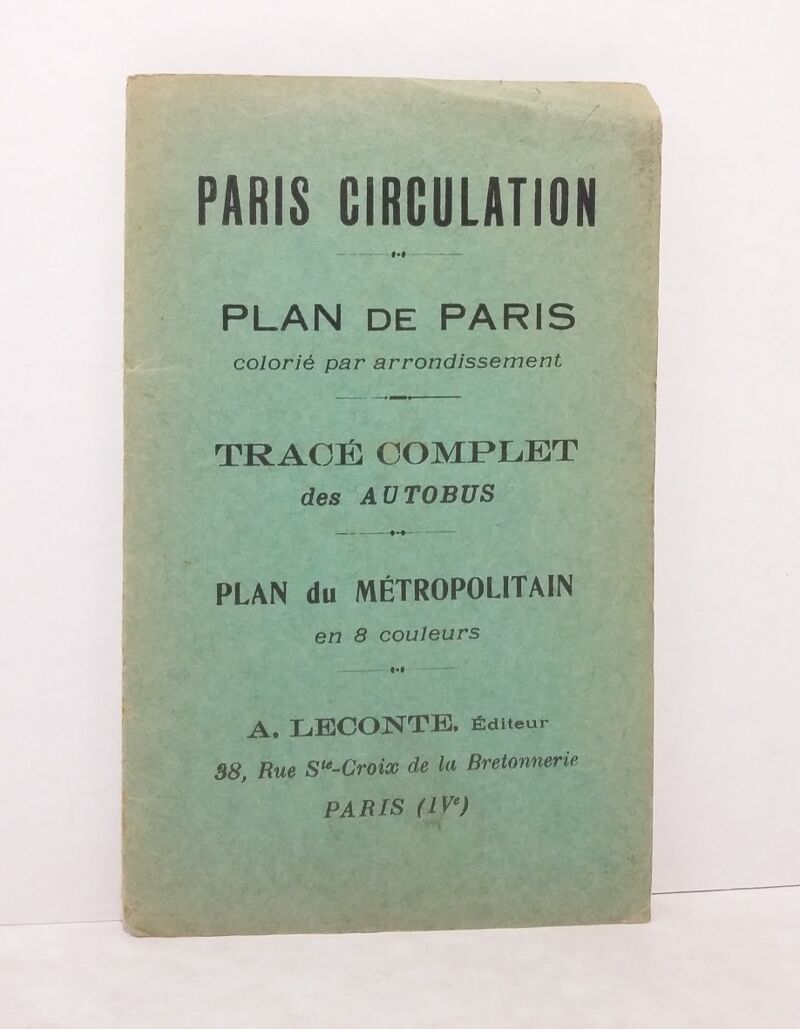 PARIS CIRCULATION
PLAN DE PARIS
colorié par arrondissement
TRACÉ COMPLET
des AUTOBUS
PLAN du MÉTROPOLITAIN
en 8 couleurs
A. LECONTE, Éditeur
38, Rue Sᵗᵉ-Croix de la Bretonnerie
PARIS (IVᵉ)